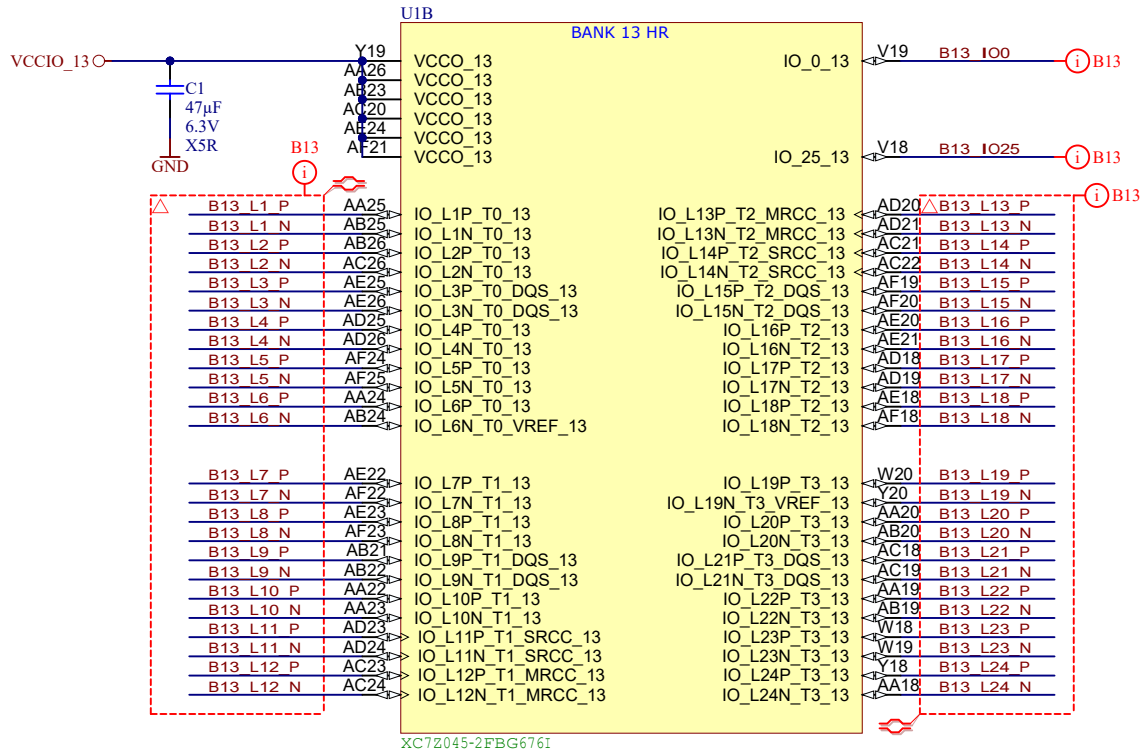 U1B
BANK 13 HR
VCCIO_13
Y19 VCCO_13 IO_0_13 V19 B13_IO0 i B13
AA26 VCCO_13
AB23 VCCO_13
AC20 VCCO_13
AE24 VCCO_13
AF21 VCCO_13 IO_25_13 V18 B13_IO25 i B13
C1
47µF
6.3V
X5R
GND
B13
i
i B13
B13_L1_P AA25 IO_L1P_T0_13 IO_L13P_T2_MRCC_13 AD20 B13_L13_P
B13_L1_N AB25 IO_L1N_T0_13 IO_L13N_T2_MRCC_13 AD21 B13_L13_N
B13_L2_P AB26 IO_L2P_T0_13 IO_L14P_T2_SRCC_13 AC21 B13_L14_P
B13_L2_N AC26 IO_L2N_T0_13 IO_L14N_T2_SRCC_13 AC22 B13_L14_N
B13_L3_P AE25 IO_L3P_T0_DQS_13 IO_L15P_T2_DQS_13 AF19 B13_L15_P
B13_L3_N AE26 IO_L3N_T0_DQS_13 IO_L15N_T2_DQS_13 AF20 B13_L15_N
B13_L4_P AD25 IO_L4P_T0_13 IO_L16P_T2_13 AE20 B13_L16_P
B13_L4_N AD26 IO_L4N_T0_13 IO_L16N_T2_13 AE21 B13_L16_N
B13_L5_P AF24 IO_L5P_T0_13 IO_L17P_T2_13 AD18 B13_L17_P
B13_L5_N AF25 IO_L5N_T0_13 IO_L17N_T2_13 AD19 B13_L17_N
B13_L6_P AA24 IO_L6P_T0_13 IO_L18P_T2_13 AE18 B13_L18_P
B13_L6_N AB24 IO_L6N_T0_VREF_13 IO_L18N_T2_13 AF18 B13_L18_N
B13_L7_P AE22 IO_L7P_T1_13 IO_L19P_T3_13 W20 B13_L19_P
B13_L7_N AF22 IO_L7N_T1_13 IO_L19N_T3_VREF_13 Y20 B13_L19_N
B13_L8_P AE23 IO_L8P_T1_13 IO_L20P_T3_13 AA20 B13_L20_P
B13_L8_N AF23 IO_L8N_T1_13 IO_L20N_T3_13 AB20 B13_L20_N
B13_L9_P AB21 IO_L9P_T1_DQS_13 IO_L21P_T3_DQS_13 AC18 B13_L21_P
B13_L9_N AB22 IO_L9N_T1_DQS_13 IO_L21N_T3_DQS_13 AC19 B13_L21_N
B13_L10_P AA22 IO_L10P_T1_13 IO_L22P_T3_13 AA19 B13_L22_P
B13_L10_N AA23 IO_L10N_T1_13 IO_L22N_T3_13 AB19 B13_L22_N
B13_L11_P AD23 IO_L11P_T1_SRCC_13 IO_L23P_T3_13 W18 B13_L23_P
B13_L11_N AD24 IO_L11N_T1_SRCC_13 IO_L23N_T3_13 W19 B13_L23_N
B13_L12_P AC23 IO_L12P_T1_MRCC_13 IO_L24P_T3_13 Y18 B13_L24_P
B13_L12_N AC24 IO_L12N_T1_MRCC_13 IO_L24N_T3_13 AA18 B13_L24_N
XC7Z045-2FBG676I